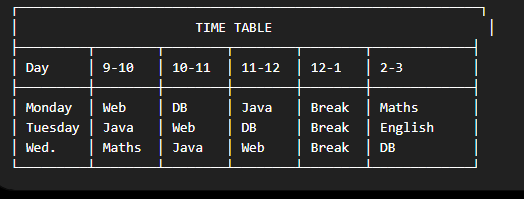 TIME TABLE
Day 9-10 10-11 11-12 12-1 2-3
Monday Web DB Java Break Maths
Tuesday Java Web DB Break English
Wed. Maths Java Web Break DB